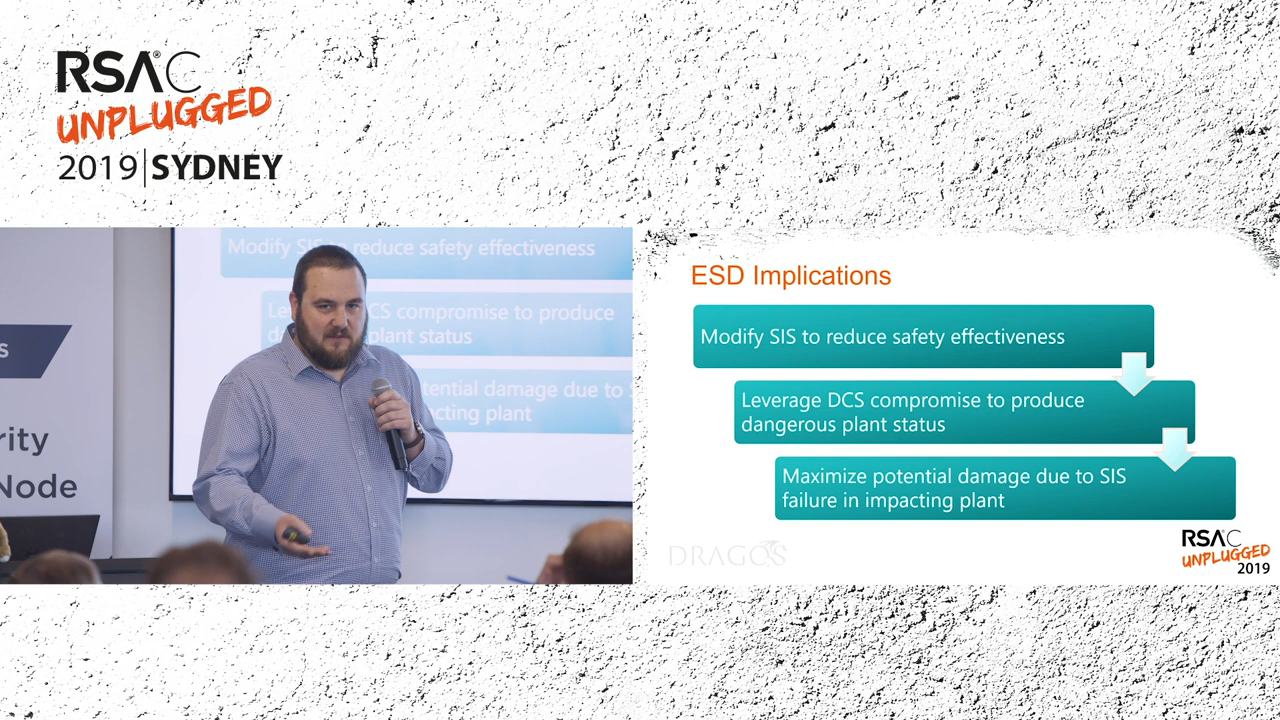 RSAC
UNPLUGGED
2019|SYDNEY
Modify SIS to reduce safety effectiveness
CS compromise to produce
plant status
tential damage due to
pacting plant
s
rity
Node
ESD Implications
Modify SIS to reduce safety effectiveness
Leverage DCS compromise to produce
dangerous plant status
Maximize potential damage due to SIS
failure in impacting plant
DRAGOS
RSAC
UNPLUGGED
2019